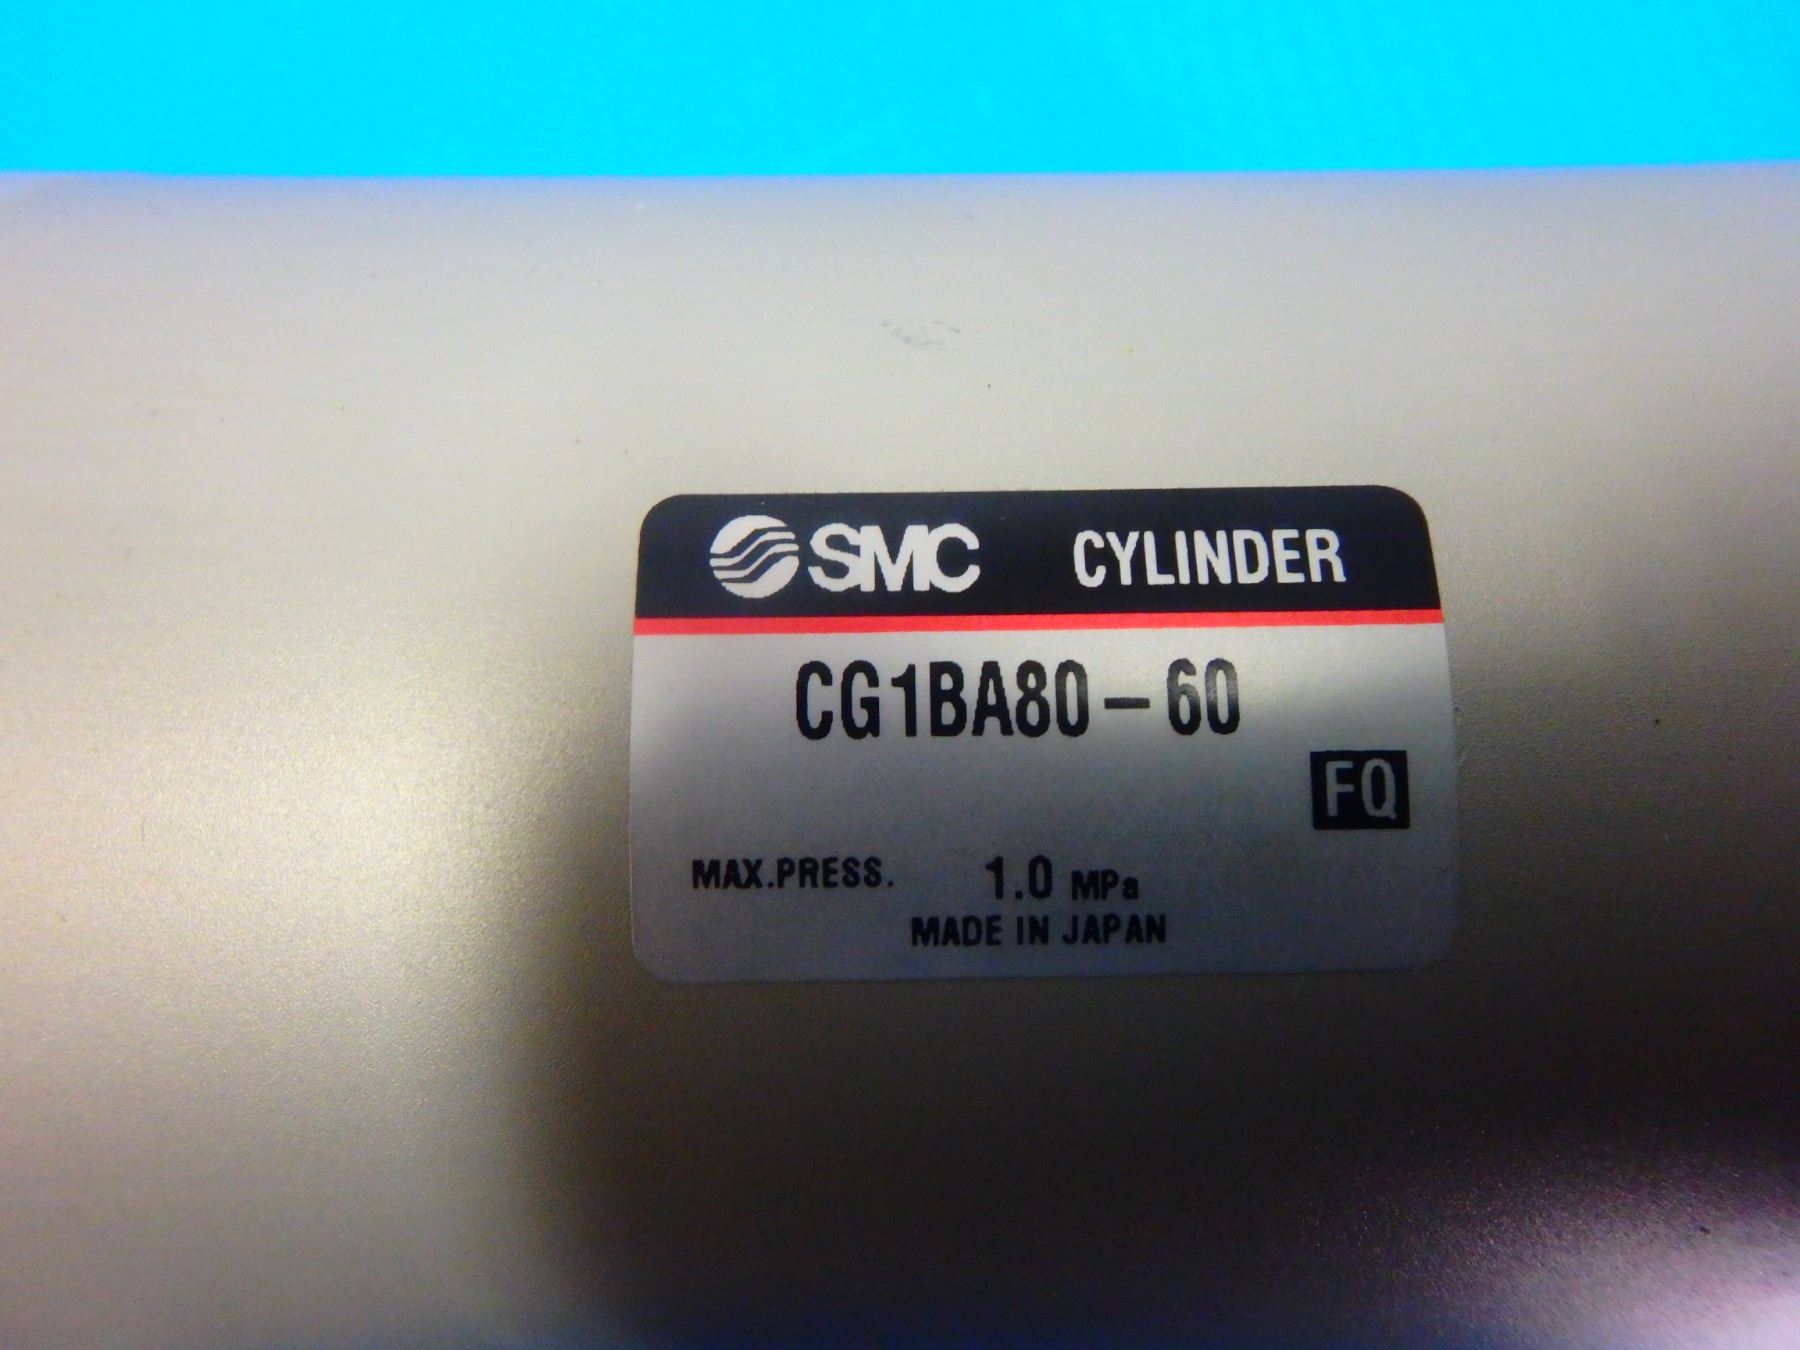 SMC CYLINDER
CG1BA80-60
FQ
MAX.PRESS. 1.0 MPa
MADE IN JAPAN